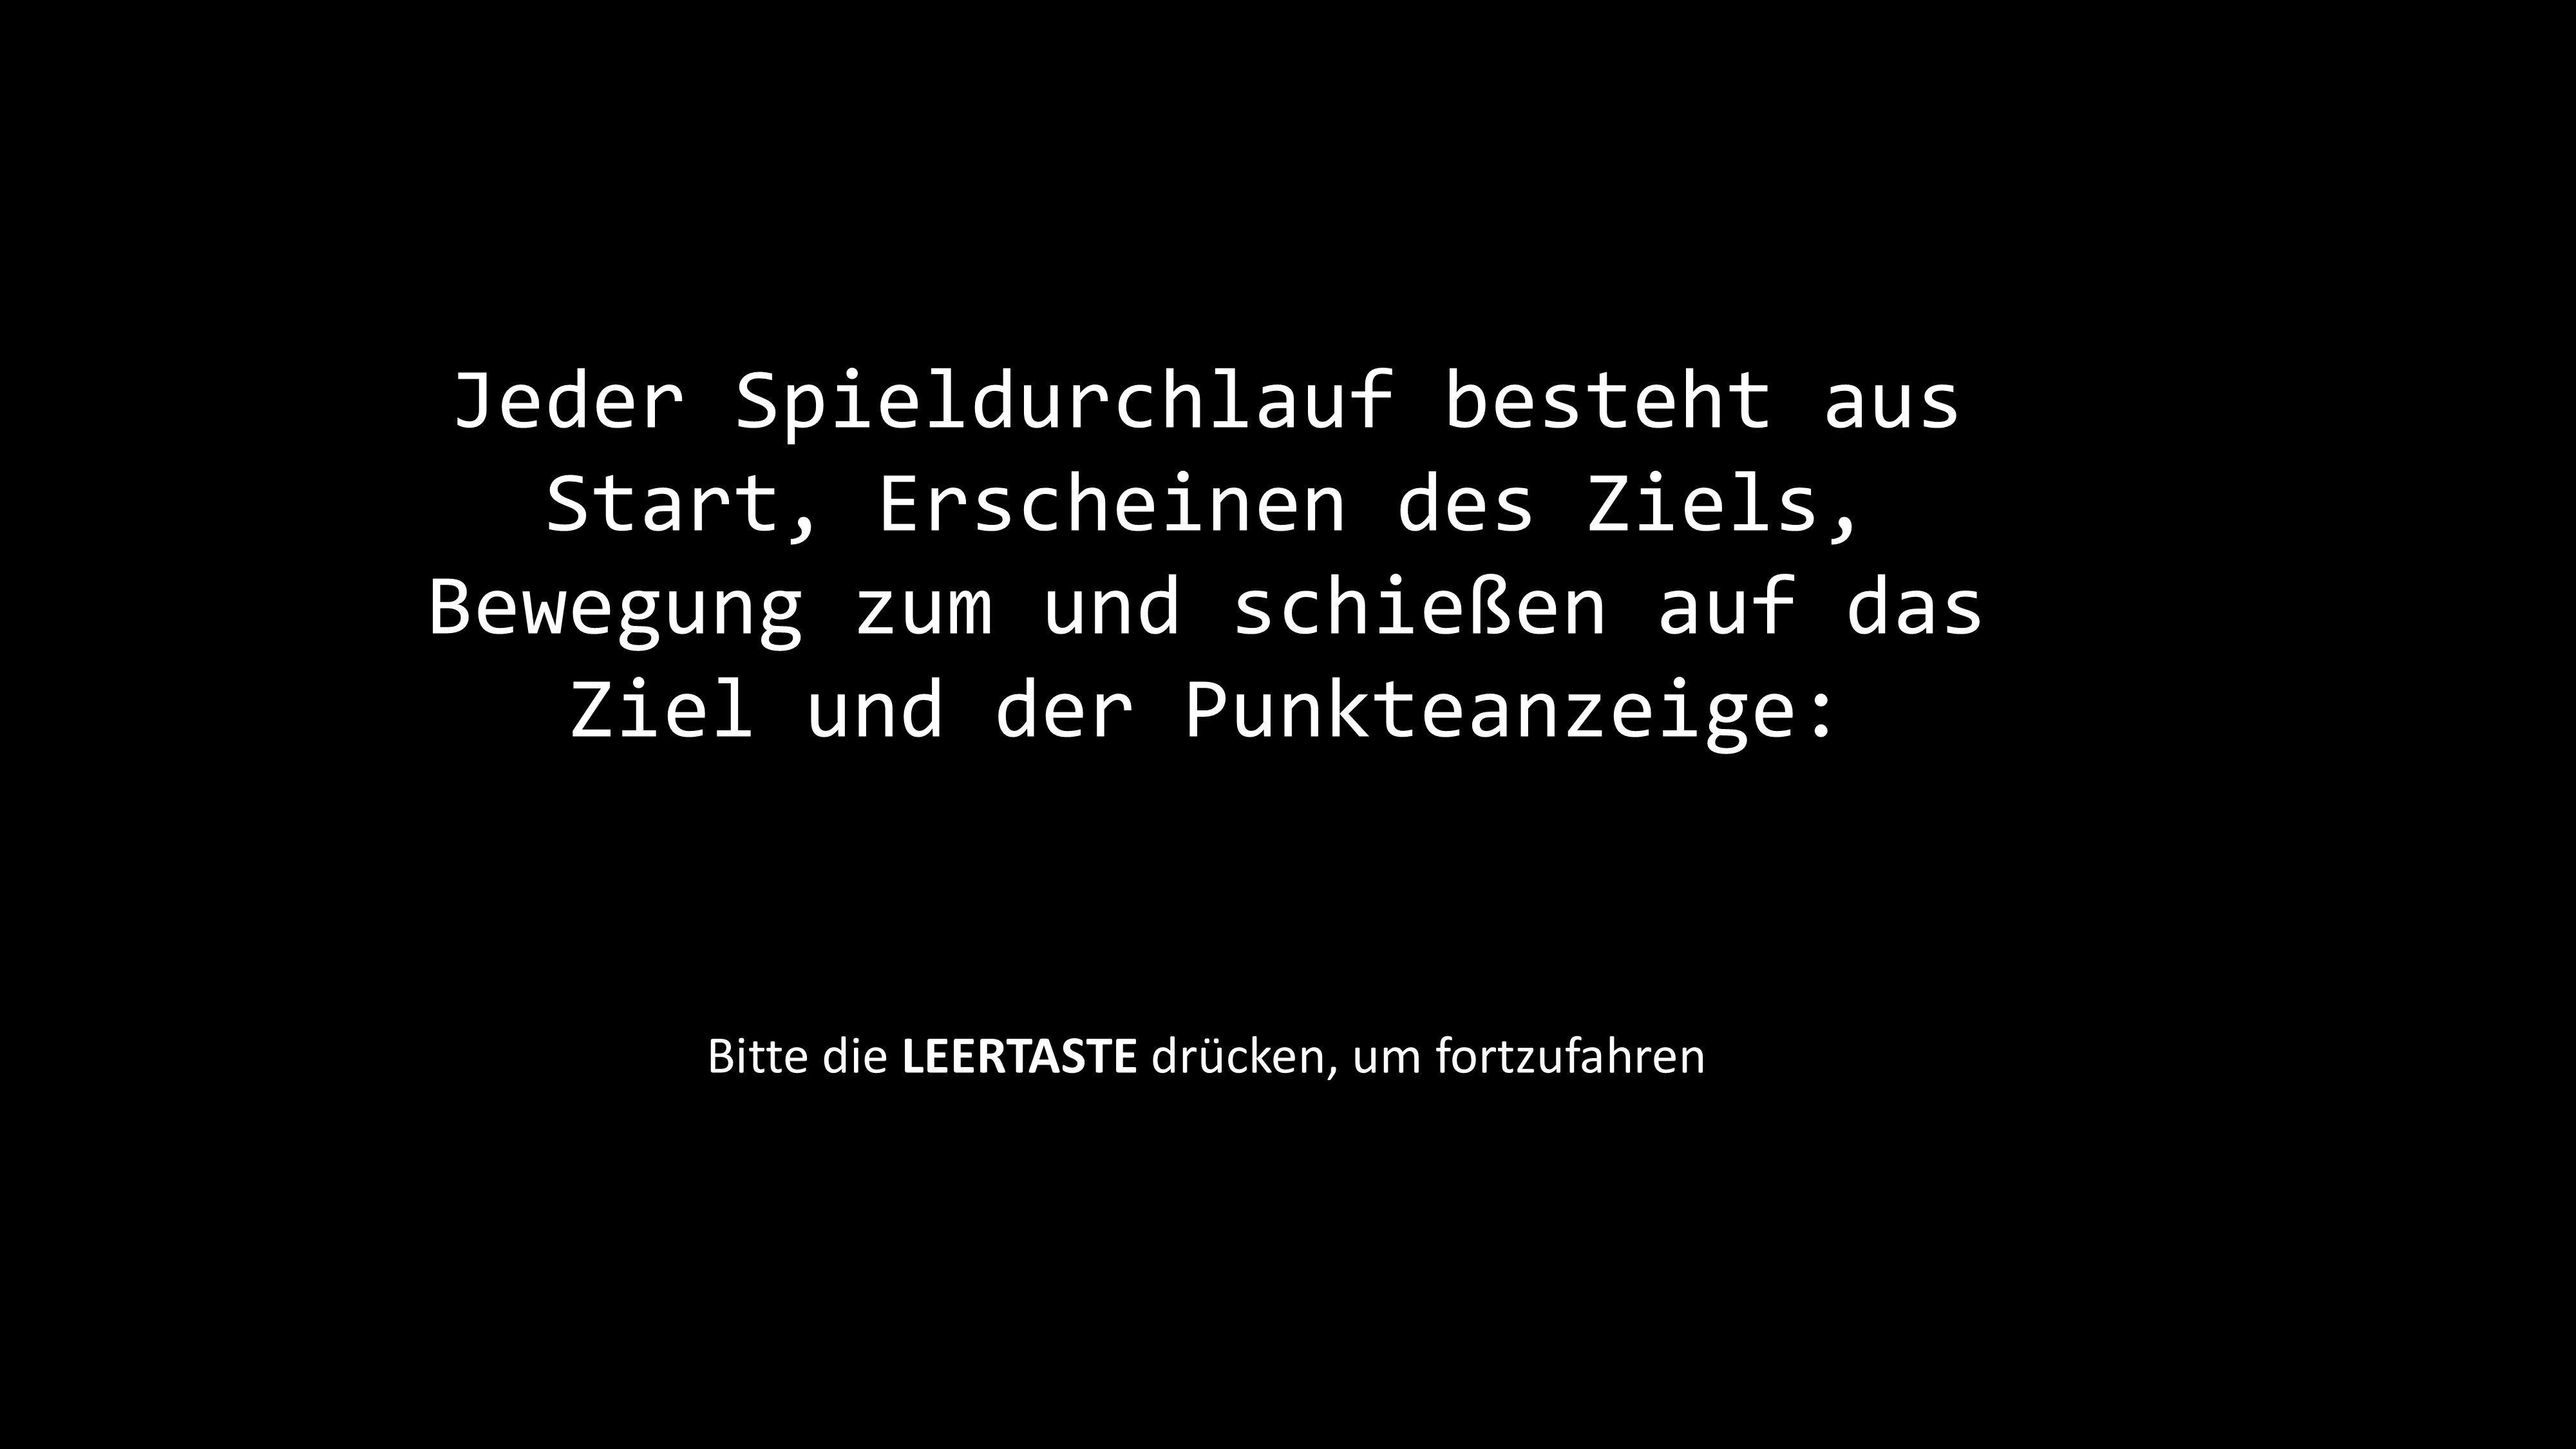 Jeder Spieldurchlauf besteht aus
Start, Erscheinen des Ziels,
Bewegung zum und schießen auf das
Ziel und der Punkteanzeige:
Bitte die LEERTASTE drücken, um fortzufahren